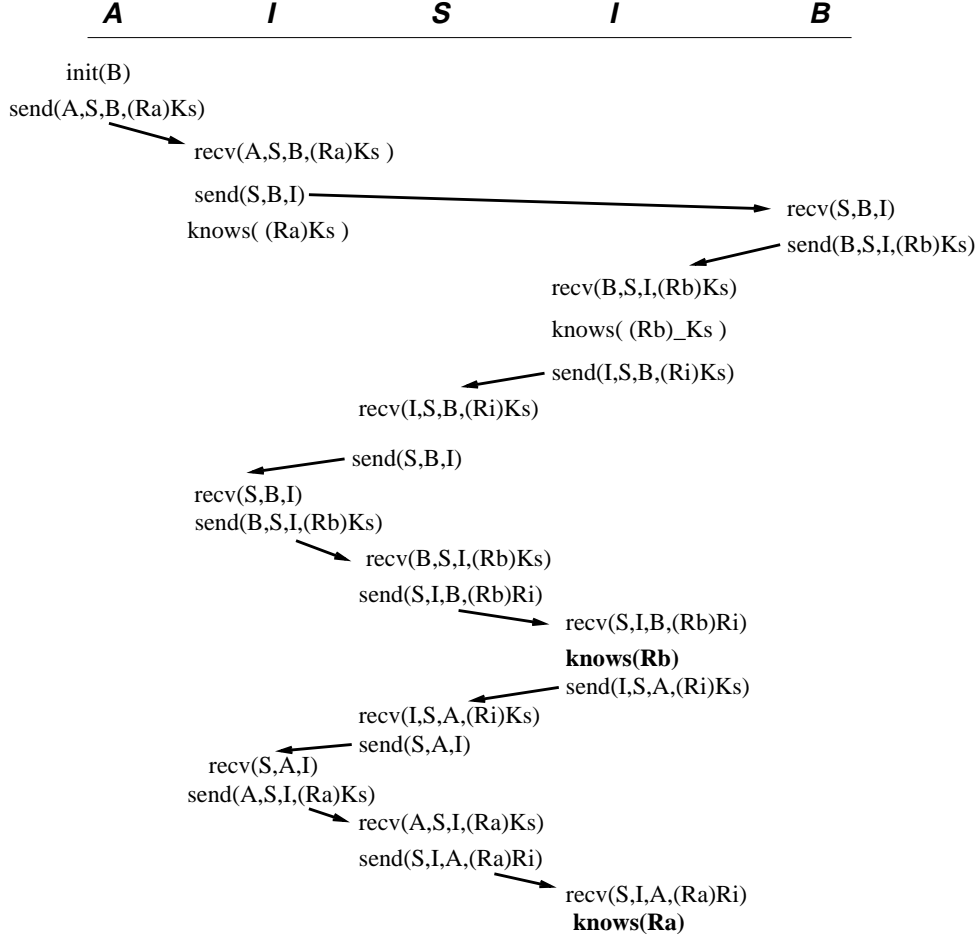 A I S I B
init(B)
send(A,S,B,(Ra)Ks)
recv(A,S,B,(Ra)Ks )
send(S,B,I)
recv(S,B,I)
knows( (Ra)Ks )
send(B,S,I,(Rb)Ks)
recv(B,S,I,(Rb)Ks)
knows( (Rb)_Ks )
send(I,S,B,(Ri)Ks)
recv(I,S,B,(Ri)Ks)
send(S,B,I)
recv(S,B,I)
send(B,S,I,(Rb)Ks)
recv(B,S,I,(Rb)Ks)
send(S,I,B,(Rb)Ri)
recv(S,I,B,(Rb)Ri)
knows(Rb)
send(I,S,A,(Ri)Ks)
recv(I,S,A,(Ri)Ks)
send(S,A,I)
recv(S,A,I)
send(A,S,I,(Ra)Ks)
recv(A,S,I,(Ra)Ks)
send(S,I,A,(Ra)Ri)
recv(S,I,A,(Ra)Ri)
knows(Ra)